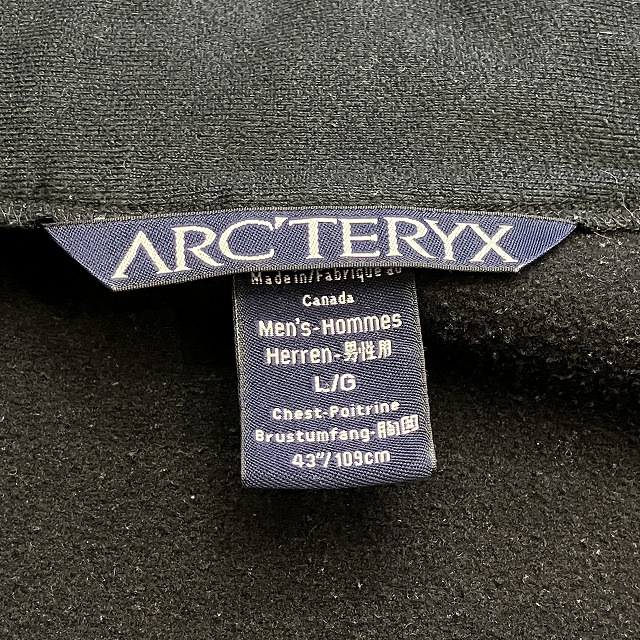 ARC'TERYX
Made in/Fabriqué au
Canada
Men's-Hommes
Herren-男性用
L/G
Chest-Poitrine
Brustumfang-胸囲
43"/109cm